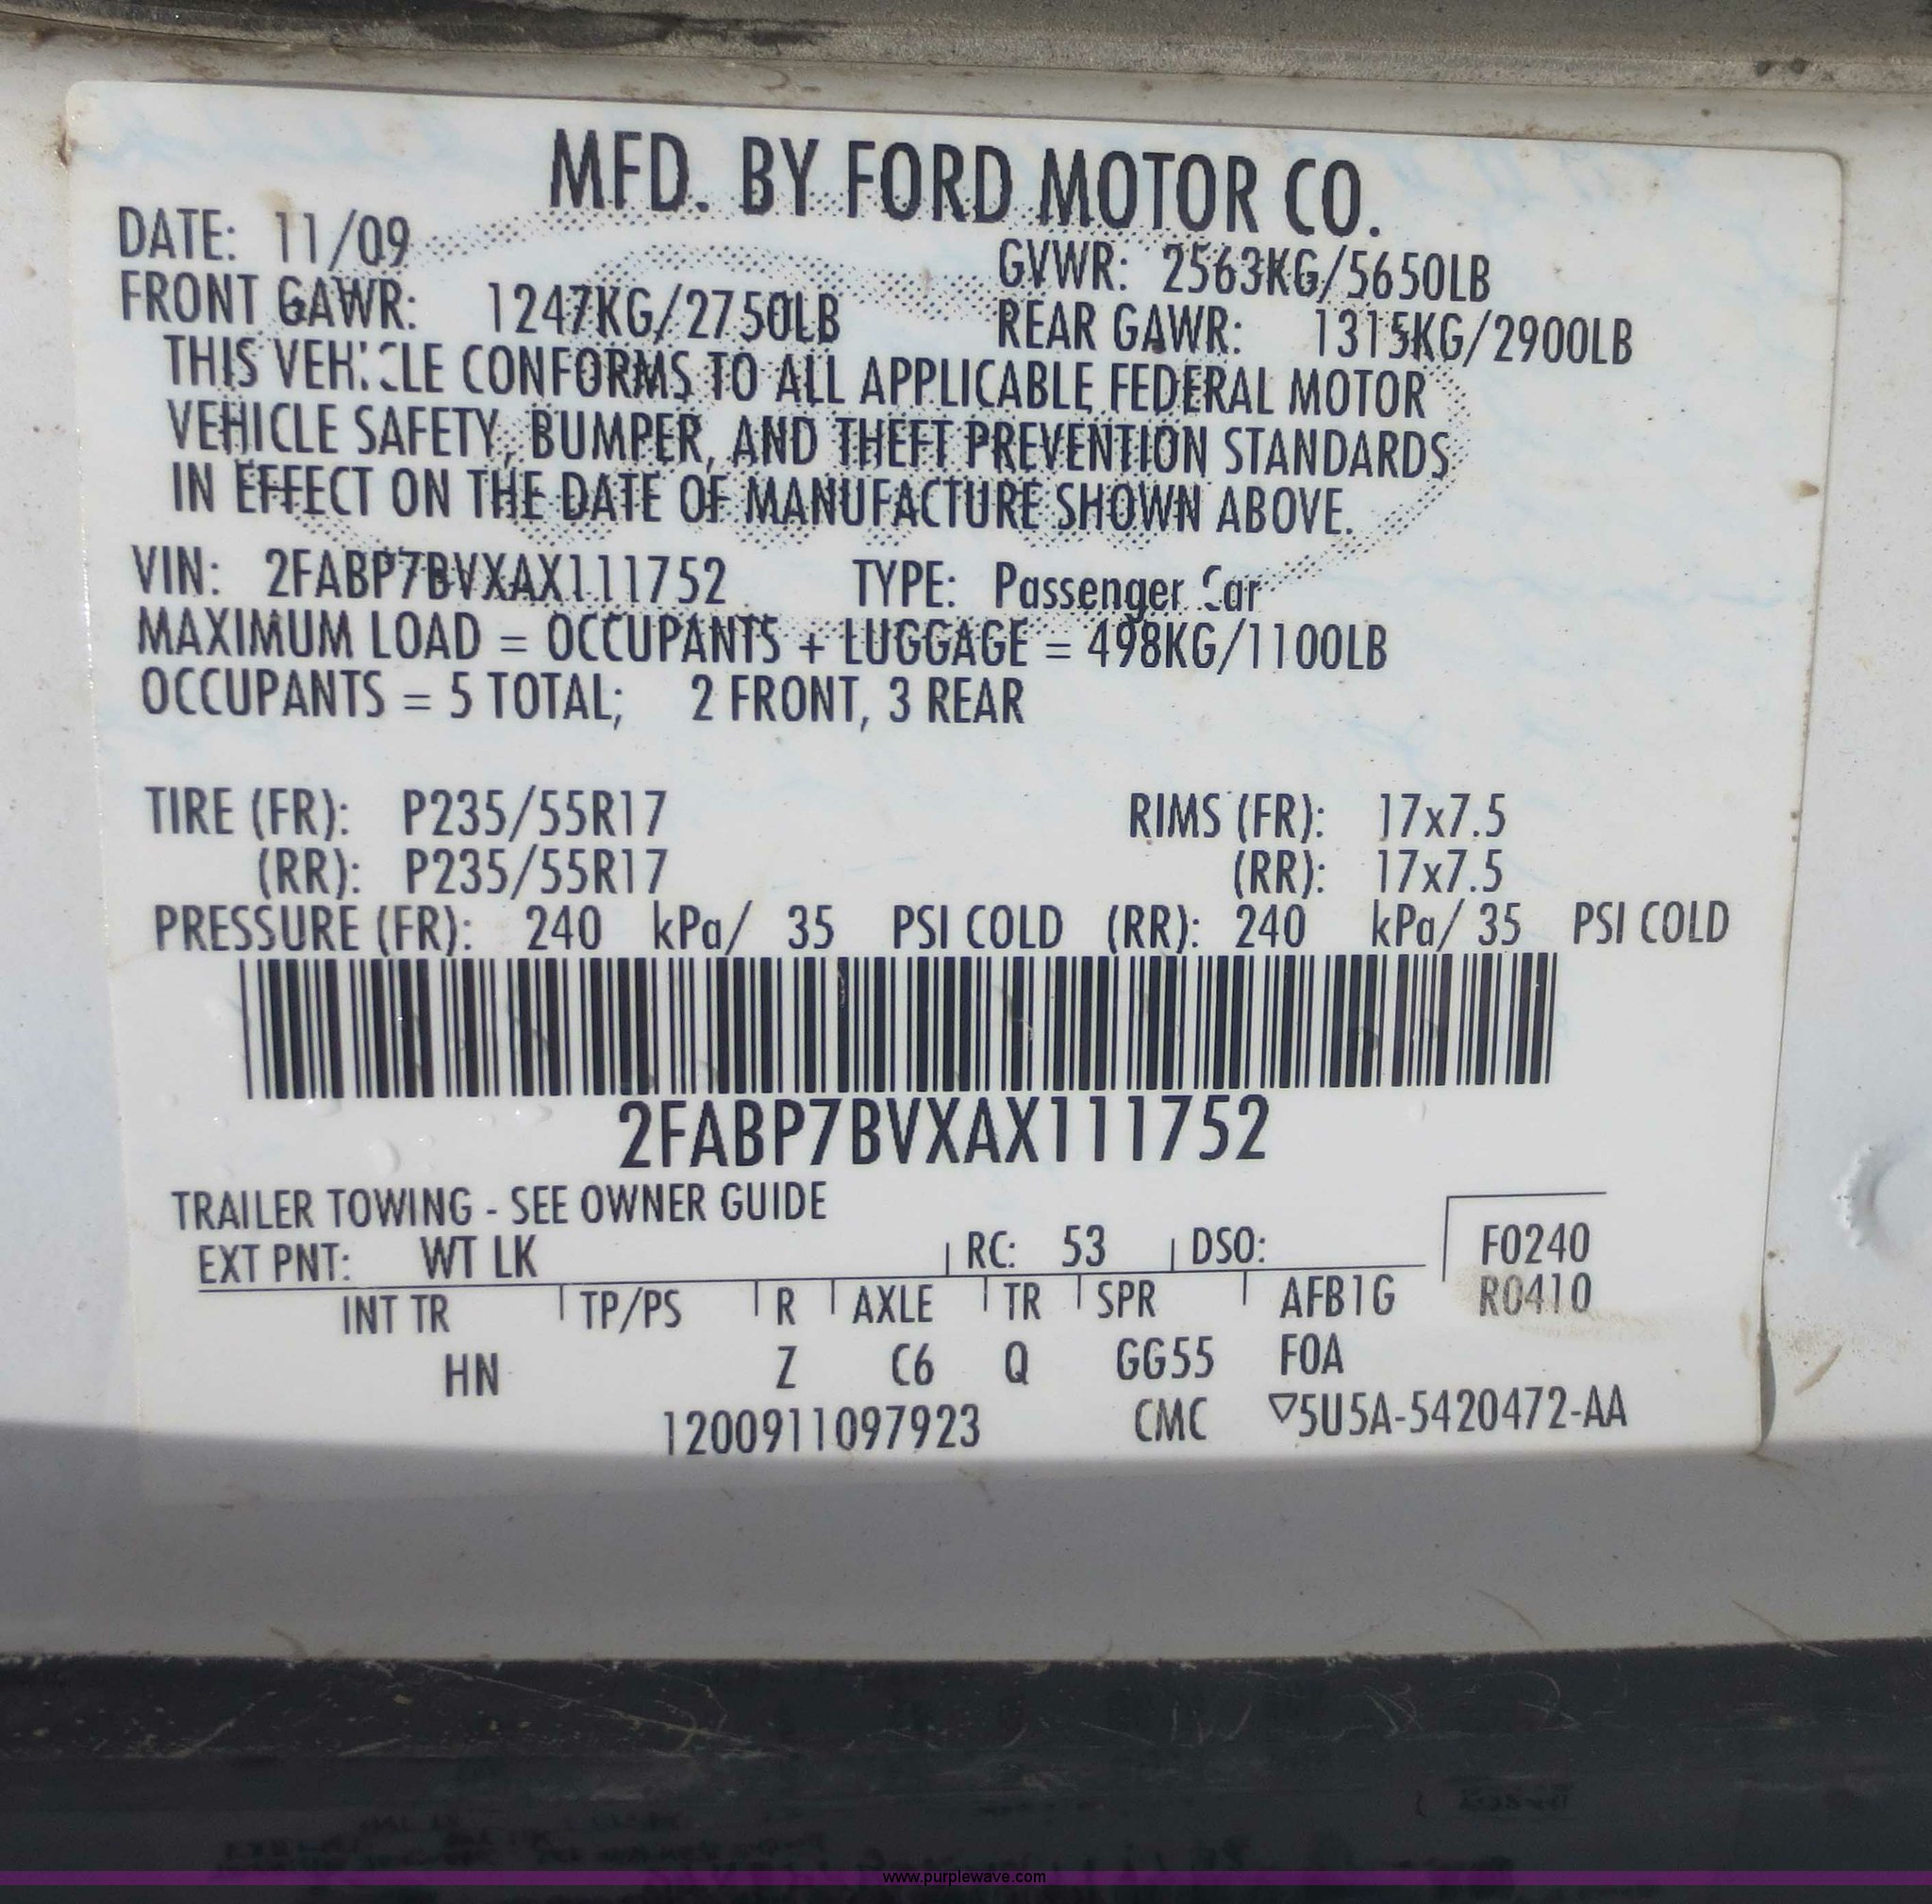 MFD. BY FORD MOTOR CO.
DATE: 11/09 GVWR: 2563KG/5650LB
FRONT GAWR: 1247KG/2750LB REAR GAWR: 1315KG/2900LB
THIS VEHICLE CONFORMS TO ALL APPLICABLE FEDERAL MOTOR
VEHICLE SAFETY, BUMPER, AND THEFT PREVENTION STANDARDS
IN EFFECT ON THE DATE OF MANUFACTURE SHOWN ABOVE.
VIN: 2FABP7BVXAX111752 TYPE: Passenger Car
MAXIMUM LOAD = OCCUPANTS + LUGGAGE = 498KG/1100LB
OCCUPANTS = 5 TOTAL; 2 FRONT, 3 REAR
TIRE (FR): P235/55R17 RIMS (FR): 17x7.5
(RR): P235/55R17 (RR): 17x7.5
PRESSURE (FR): 240 kPa/ 35 PSI COLD (RR): 240 kPa/ 35 PSI COLD
2FABP7BVXAX111752
TRAILER TOWING - SEE OWNER GUIDE
EXT PNT: WT LK RC: 53 DSO: F0240
INT TR TP/PS R AXLE TR SPR AFB1G R0410
HN Z C6 Q GG55 FOA
1200911097923 CMC ▽5U5A-5420472-AA
www.purplewave.com